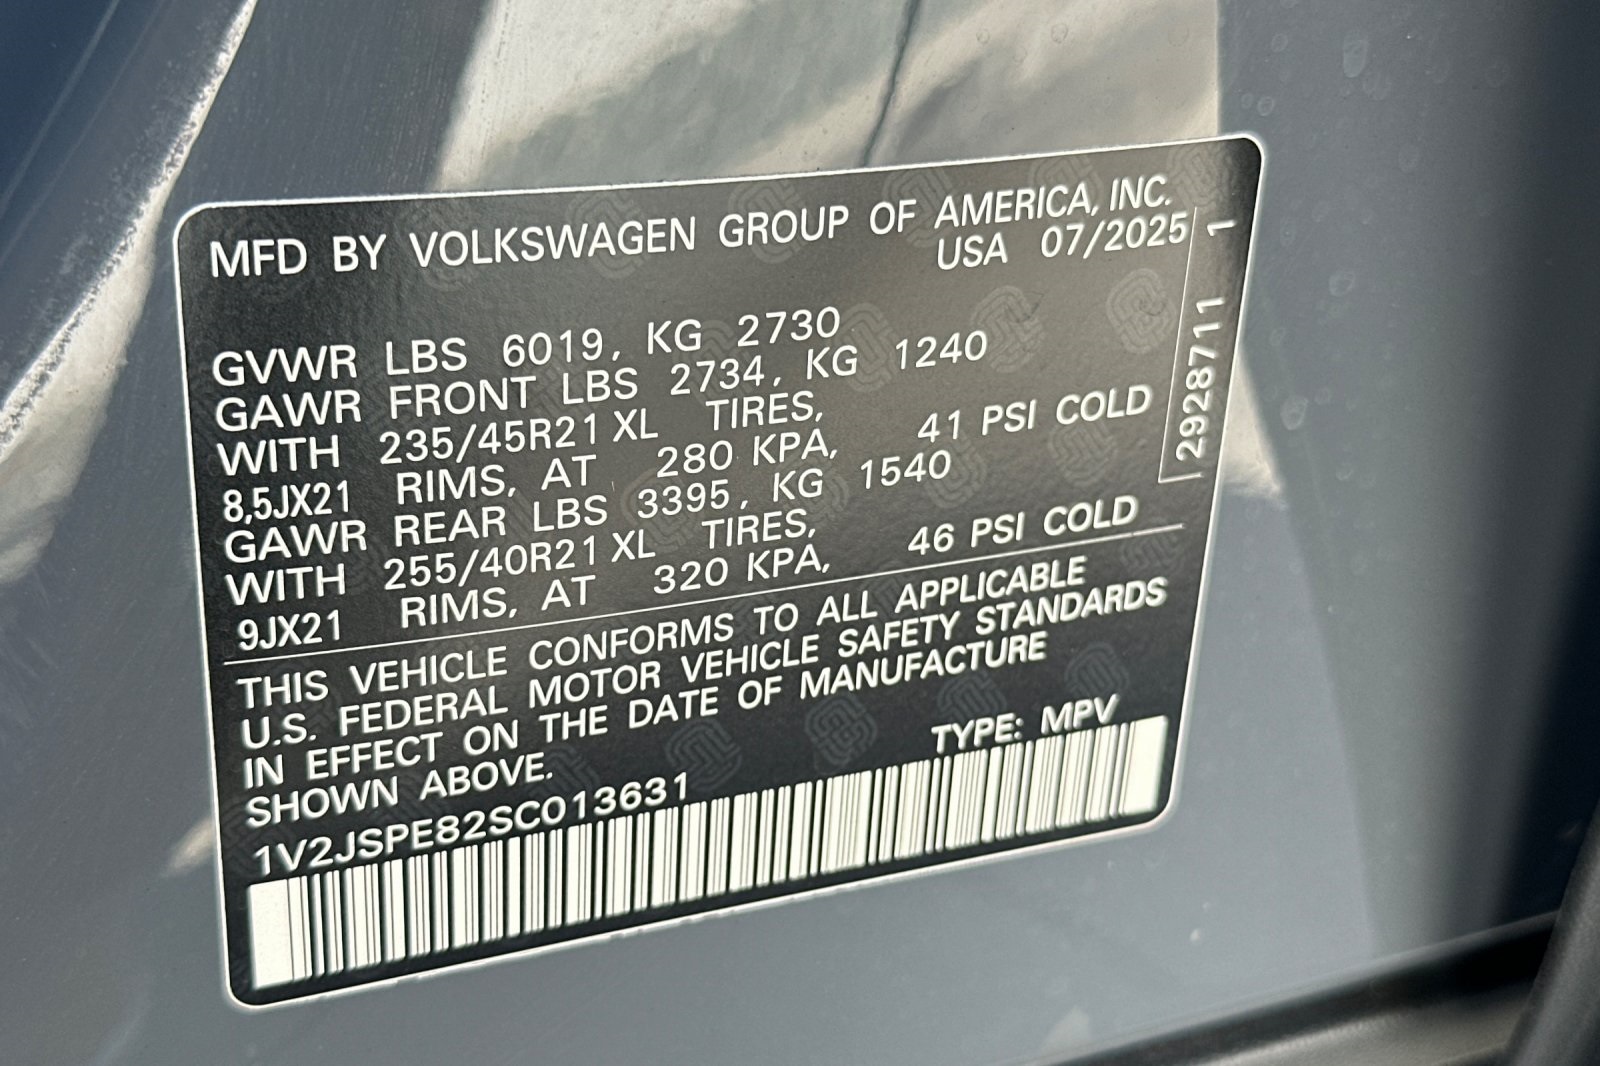 MFD BY VOLKSWAGEN GROUP OF AMERICA, INC.
USA 07/2025
GVWR LBS 6019, KG 2730
GAWR FRONT LBS 2734, KG 1240
WITH 235/45R21 XL TIRES,
8,5JX21 RIMS, AT 280 KPA, 41 PSI COLD
GAWR REAR LBS 3395, KG 1540
WITH 255/40R21 XL TIRES,
9JX21 RIMS, AT 320 KPA, 46 PSI COLD
THIS VEHICLE CONFORMS TO ALL APPLICABLE
U.S. FEDERAL MOTOR VEHICLE SAFETY STANDARDS
IN EFFECT ON THE DATE OF MANUFACTURE
SHOWN ABOVE.
TYPE: MPV
1V2JSPE82SC013631
2928711 1